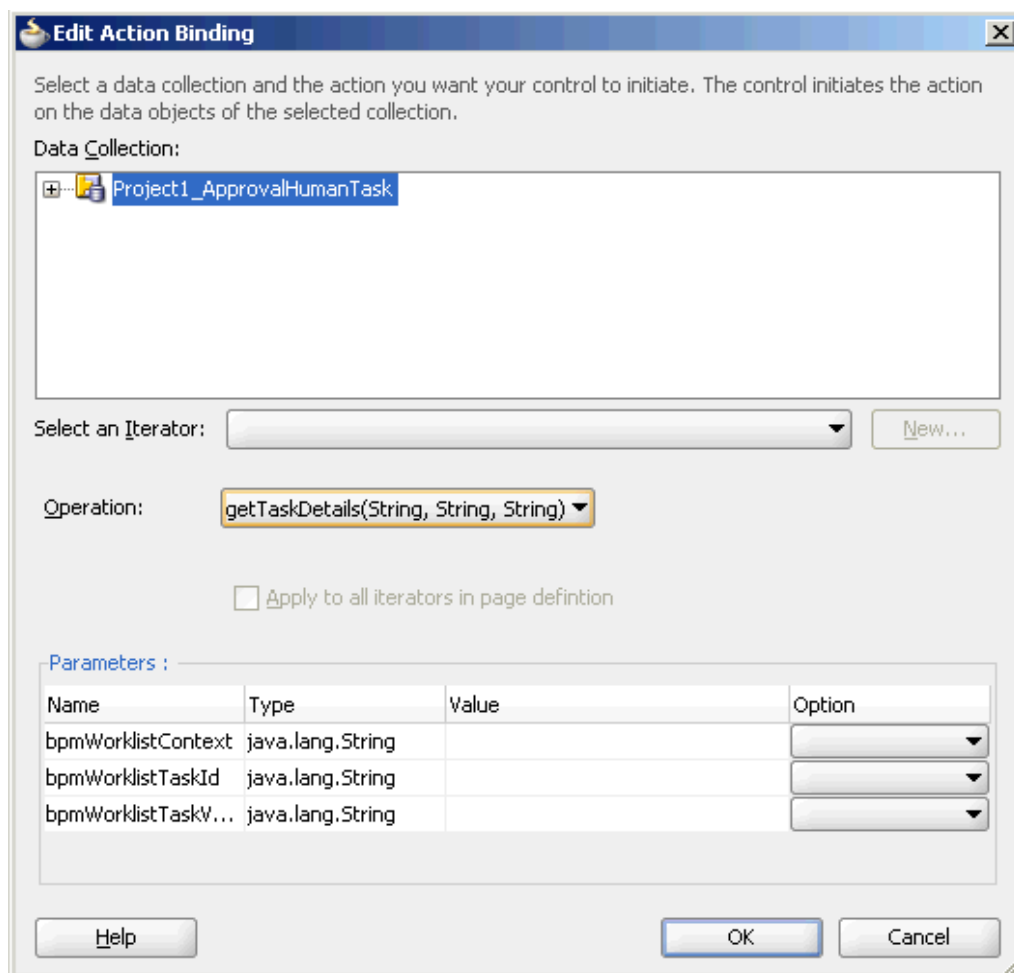 Edit Action Binding
Select a data collection and the action you want your control to initiate. The control initiates the action
on the data objects of the selected collection.
Data Collection:
Project1_ApprovalHumanTask
Select an Iterator:
New...
Operation: getTaskDetails(String, String, String)
Apply to all iterators in page defintion
Parameters :
Name Type Value Option
bpmWorklistContext java.lang.String
bpmWorklistTaskId java.lang.String
bpmWorklistTaskV... java.lang.String
Help OK Cancel